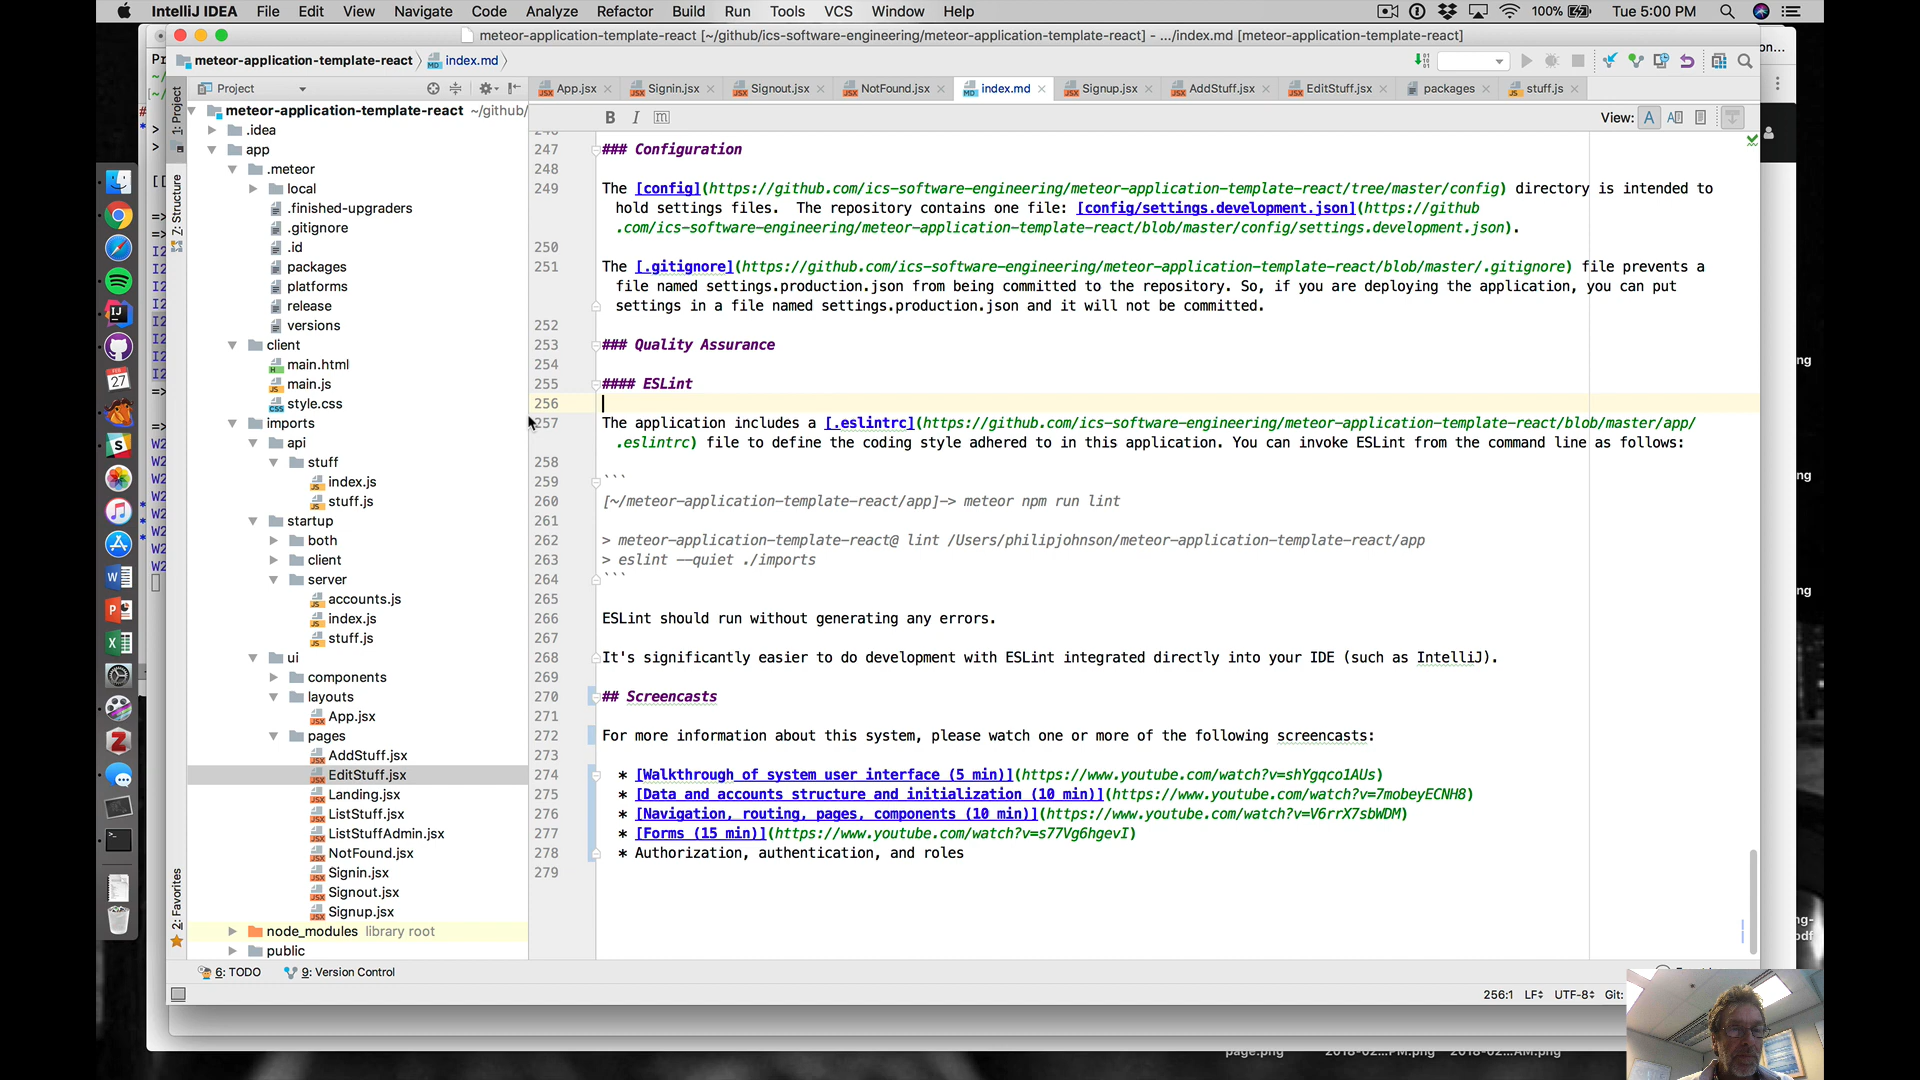 IntelliJ IDEA File Edit View Navigate Code Analyze Refactor Build Run Tools VCS Window Help 100% Tue 5:00 PM
meteor-application-template-react [~/github/ics-software-engineering/meteor-application-template-react] - .../index.md [meteor-application-template-react]
meteor-application-template-react index.md
Project
App.jsx Signin.jsx Signout.jsx NotFound.jsx index.md Signup.jsx AddStuff.jsx EditStuff.jsx packages stuff.js
B I m View: A
1: Project
Z: Structure
2: Favorites
meteor-application-template-react ~/github/
.idea
app
.meteor
local
.finished-upgraders
.gitignore
.id
packages
platforms
release
versions
client
main.html
main.js
style.css
imports
api
stuff
index.js
stuff.js
startup
both
client
server
accounts.js
index.js
stuff.js
ui
components
layouts
App.jsx
pages
AddStuff.jsx
EditStuff.jsx
Landing.jsx
ListStuff.jsx
ListStuffAdmin.jsx
NotFound.jsx
Signin.jsx
Signout.jsx
Signup.jsx
node_modules library root
public
247 ### Configuration
248
249 The [config](https://github.com/ics-software-engineering/meteor-application-template-react/tree/master/config) directory is intended to
hold settings files. The repository contains one file: [config/settings.development.json](https://github
.com/ics-software-engineering/meteor-application-template-react/blob/master/config/settings.development.json).
250
251 The [.gitignore](https://github.com/ics-software-engineering/meteor-application-template-react/blob/master/.gitignore) file prevents a
file named settings.production.json from being committed to the repository. So, if you are deploying the application, you can put
settings in a file named settings.production.json and it will not be committed.
252
253 ### Quality Assurance
254
255 #### ESLint
256
257 The application includes a [.eslintrc](https://github.com/ics-software-engineering/meteor-application-template-react/blob/master/app/
.eslintrc) file to define the coding style adhered to in this application. You can invoke ESLint from the command line as follows:
258
259 ```
260 [~/meteor-application-template-react/app]-> meteor npm run lint
261
262 > meteor-application-template-react@ lint /Users/philipjohnson/meteor-application-template-react/app
263 > eslint --quiet ./imports
264 ```
265
266 ESLint should run without generating any errors.
267
268 It's significantly easier to do development with ESLint integrated directly into your IDE (such as IntelliJ).
269
270 ## Screencasts
271
272 For more information about this system, please watch one or more of the following screencasts:
273
274 * [Walkthrough of system user interface (5 min)](https://www.youtube.com/watch?v=shYgqco1AUs)
275 * [Data and accounts structure and initialization (10 min)](https://www.youtube.com/watch?v=7mobeyECNH8)
276 * [Navigation, routing, pages, components (10 min)](https://www.youtube.com/watch?v=V6rrX7sbWDM)
277 * [Forms (15 min)](https://www.youtube.com/watch?v=s77Vg6hgevI)
278 * Authorization, authentication, and roles
279
6: TODO 9: Version Control
256:1 LF UTF-8 Git:
page.png